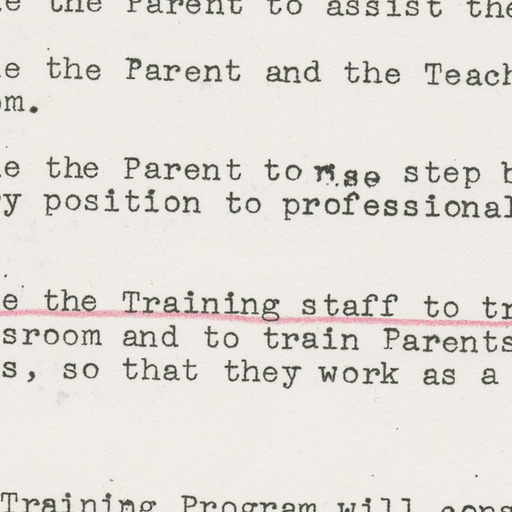 e the Parent to assist the
e the Parent and the Teach
om.
e the Parent to rise step b
ry position to professional
e the Training staff to tr
sroom and to train Parents
s, so that they work as a
Training Program will cons